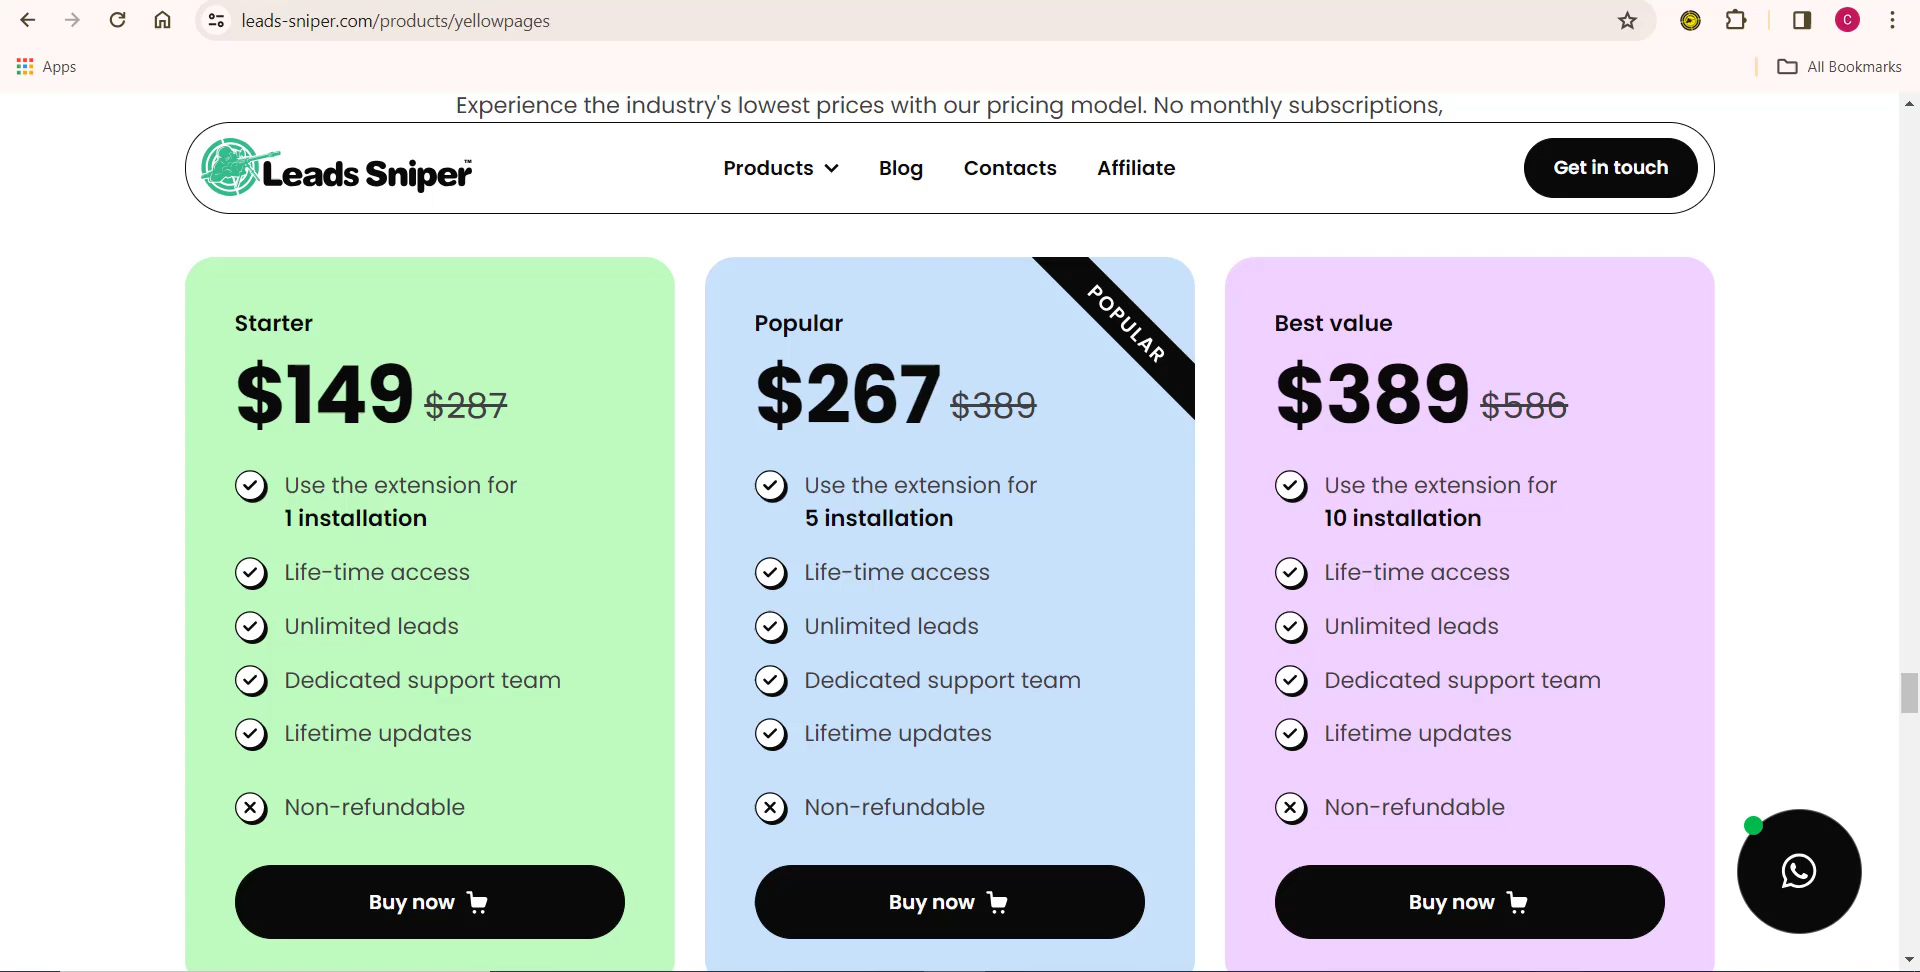 leads-sniper.com/products/yellowpages
C
Apps
All Bookmarks
Experience the industry's lowest prices with our pricing model. No monthly subscriptions,
Leads Sniper™
Products
Blog
Contacts
Affiliate
Get in touch
Starter
$149 $287
Use the extension for
1 installation
Life-time access
Unlimited leads
Dedicated support team
Lifetime updates
Non-refundable
Buy now
POPULAR
Popular
$267 $389
Use the extension for
5 installation
Life-time access
Unlimited leads
Dedicated support team
Lifetime updates
Non-refundable
Buy now
Best value
$389 $586
Use the extension for
10 installation
Life-time access
Unlimited leads
Dedicated support team
Lifetime updates
Non-refundable
Buy now